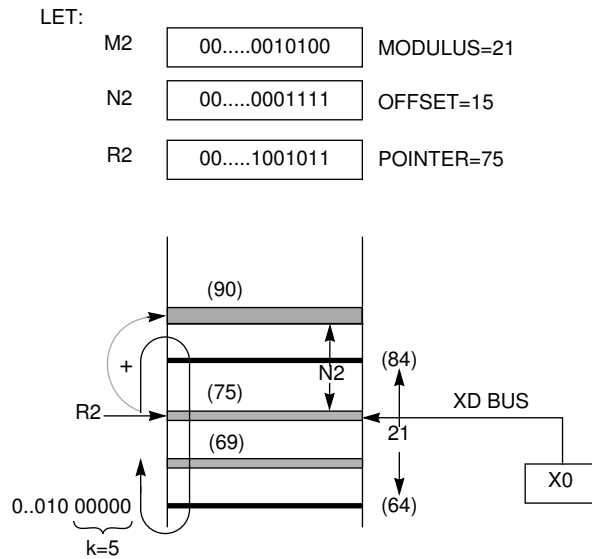 LET:
M2 00.....0010100 MODULUS=21
N2 00.....0001111 OFFSET=15
R2 00.....1001011 POINTER=75
(90)
(84)
+ N2
(75) XD BUS
R2 21
(69)
X0
0..010 00000 (64)
k=5